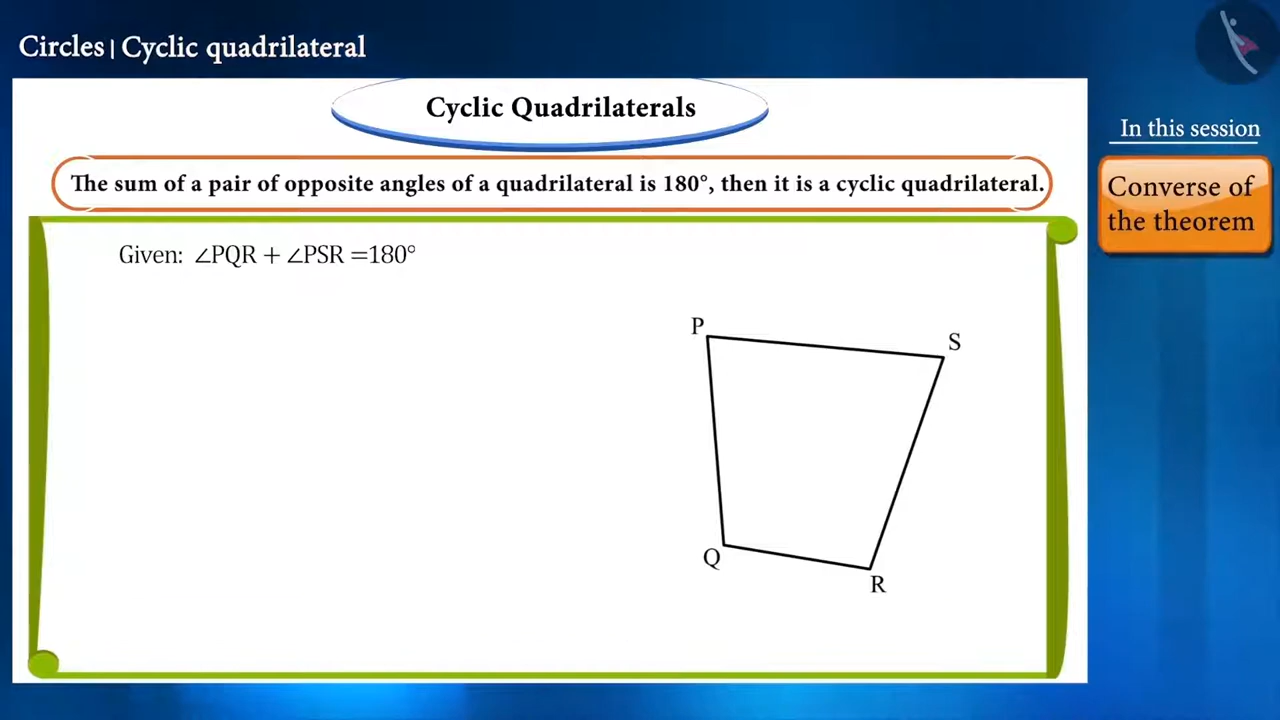 Circles | Cyclic quadrilateral
Cyclic Quadrilaterals
In this session
The sum of a pair of opposite angles of a quadrilateral is 180°, then it is a cyclic quadrilateral.
Converse of
the theorem
Given: ∠PQR + ∠PSR =180°
P
S
Q
R